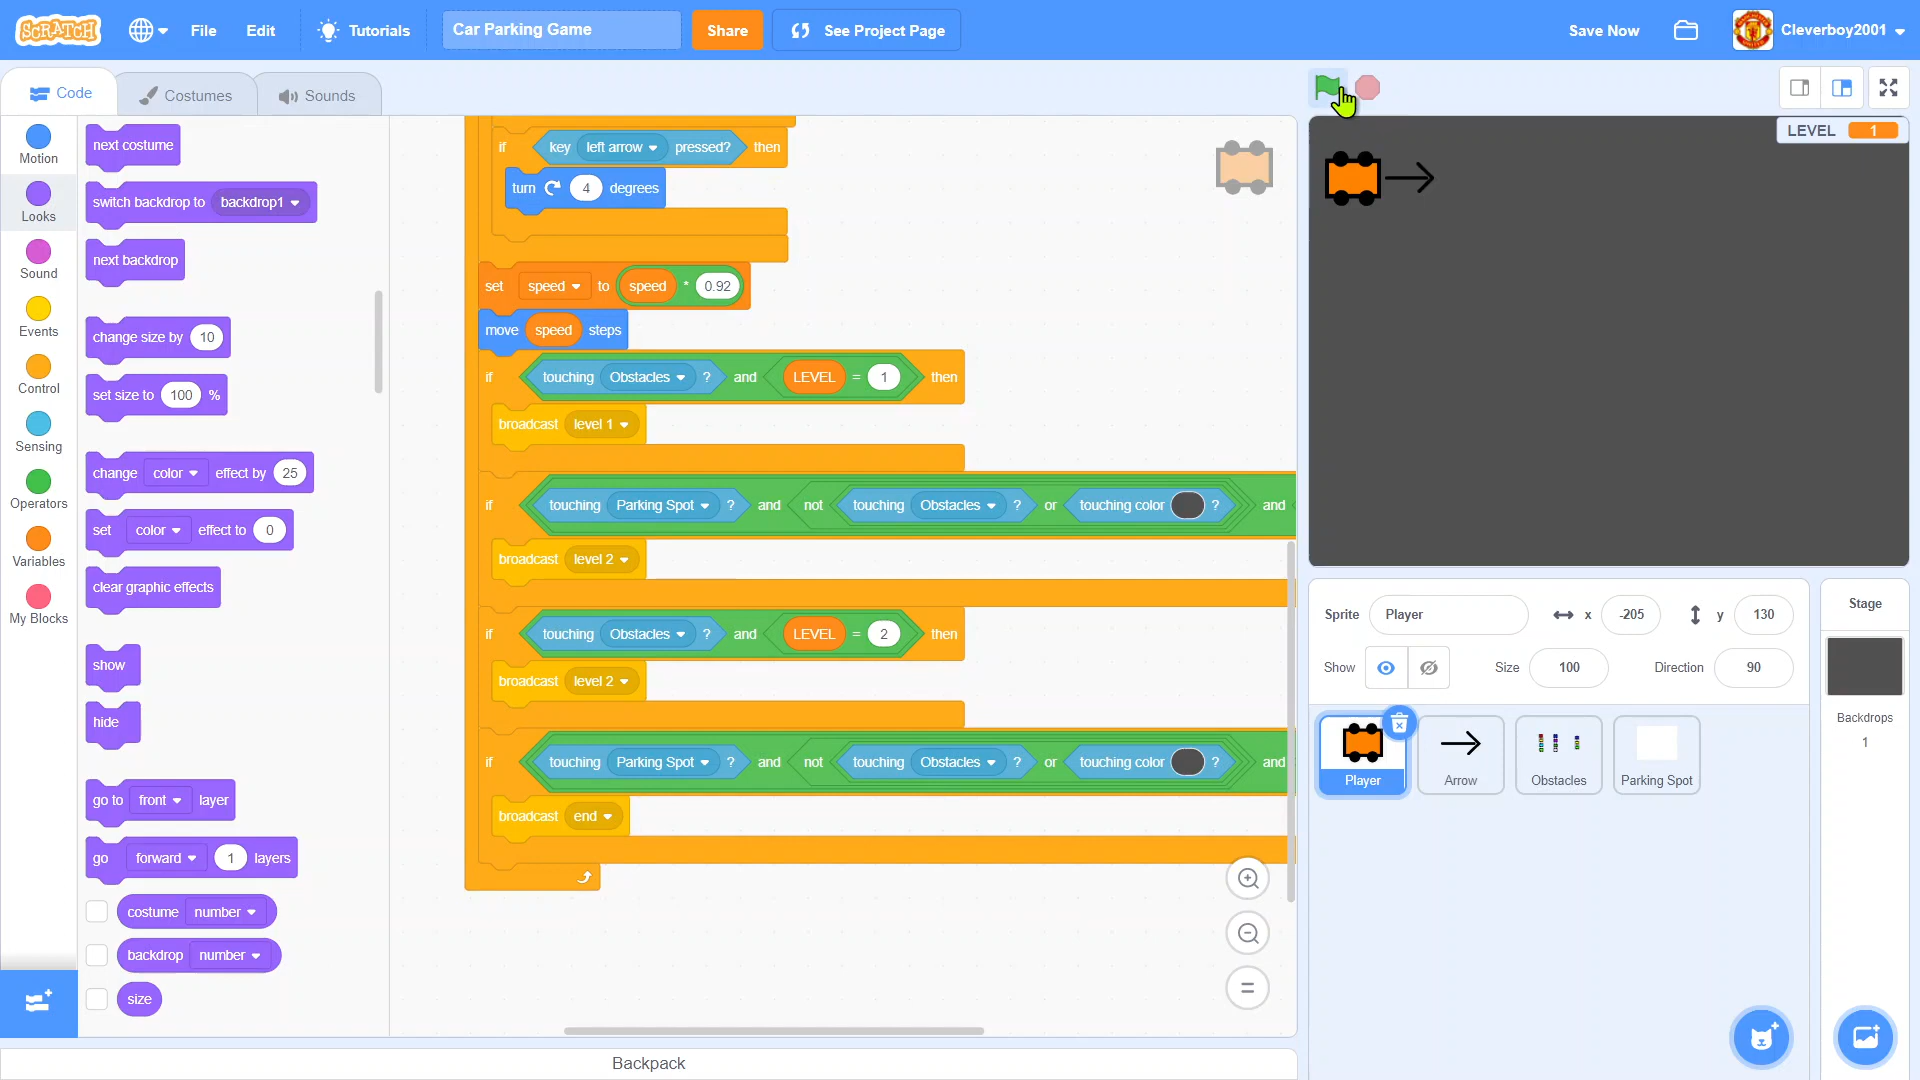 SCRATCH File Edit Tutorials Car Parking Game Share See Project Page Save Now Cleverboy2001
Code Costumes Sounds
Motion
Looks
Sound
Events
Control
Sensing
Operators
Variables
My Blocks
next costume
switch backdrop to backdrop1
next backdrop
change size by 10
set size to 100 %
change color effect by 25
set color effect to 0
clear graphic effects
show
hide
go to front layer
go forward 1 layers
costume number
backdrop number
size
if key left arrow pressed? then
turn 4 degrees
set speed to speed * 0.92
move speed steps
if touching Obstacles ? and LEVEL = 1 then
broadcast level 1
if touching Parking Spot ? and not touching Obstacles ? or touching color ? and
broadcast level 2
if touching Obstacles ? and LEVEL = 2 then
broadcast level 2
if touching Parking Spot ? and not touching Obstacles ? or touching color ? and
broadcast end
Backpack
LEVEL 1
Sprite Player x -205 y 130
Show Size 100 Direction 90
Player Arrow Obstacles Parking Spot
Stage
Backdrops
1